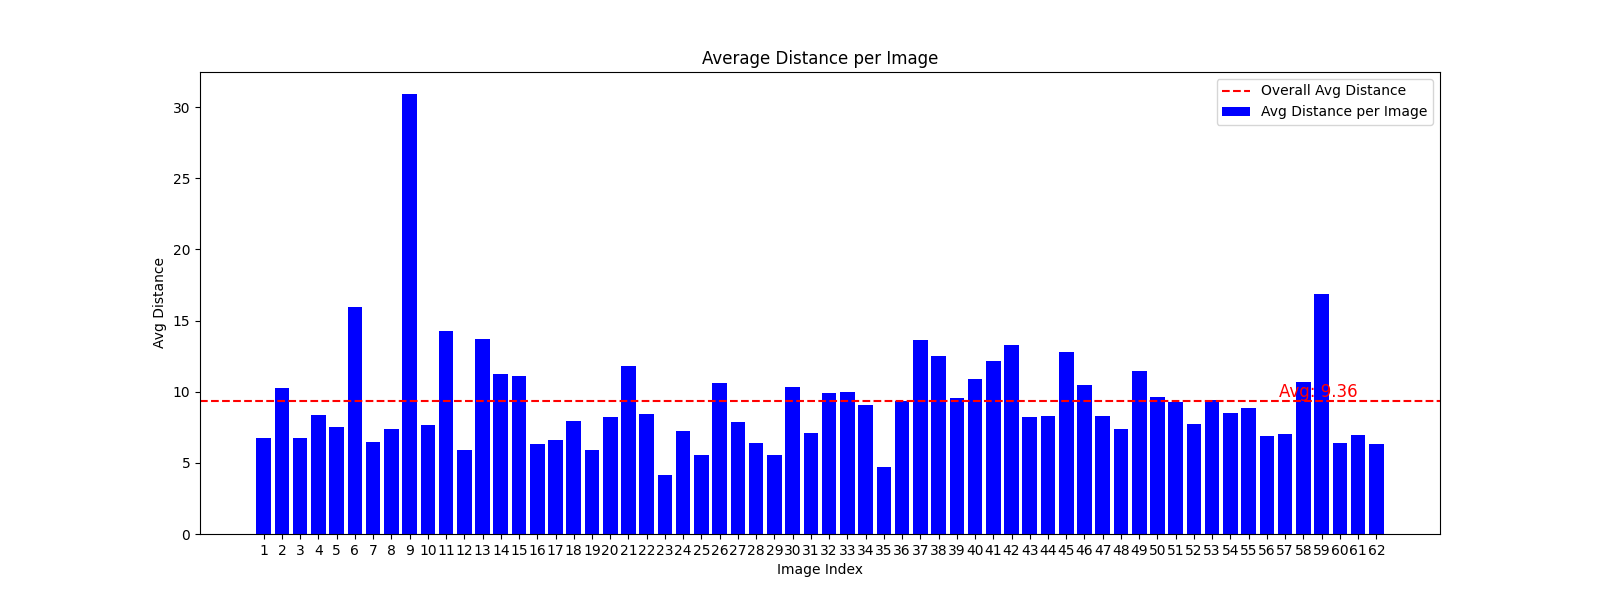 Average Distance per Image
Overall Avg Distance
Avg Distance per Image
Avg Distance
30
25
20
15
10
5
0
Avg: 9.36
1 2 3 4 5 6 7 8 9 10 11 12 13 14 15 16 17 18 19 20 21 22 23 24 25 26 27 28 29 30 31 32 33 34 35 36 37 38 39 40 41 42 43 44 45 46 47 48 49 50 51 52 53 54 55 56 57 58 59 60 61 62
Image Index